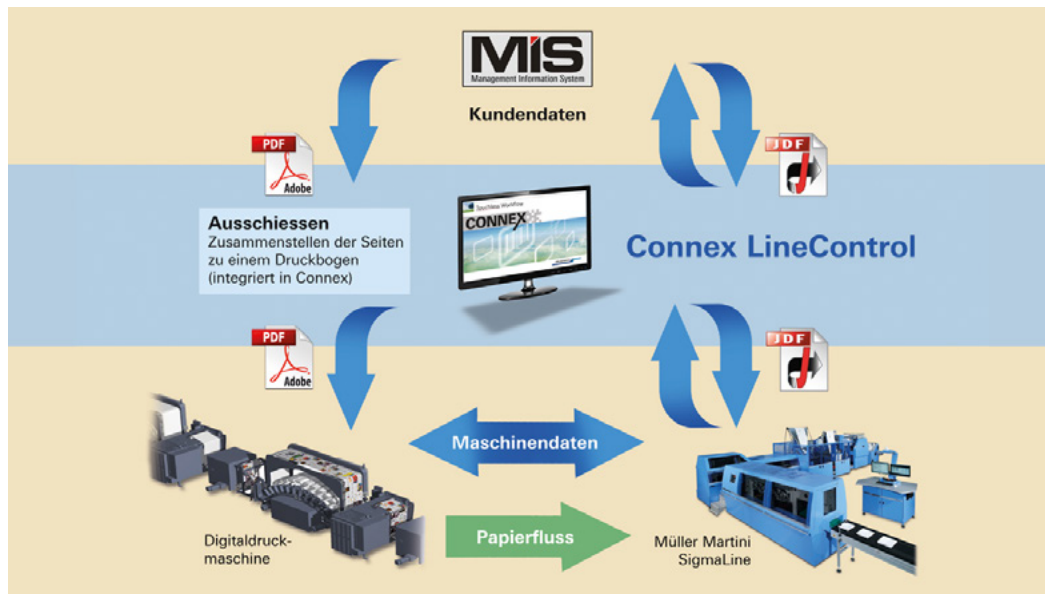 MIS
Management Information System
Kundendaten
PDF
Adobe
JDF
Ausschiessen
Zusammenstellen der Seiten
zu einem Druckbogen
(integriert in Connex)
CONNEX
Connex LineControl
PDF
Adobe
JDF
Maschinendaten
Digitaldruck-
maschine
Papierfluss
Müller Martini
SigmaLine